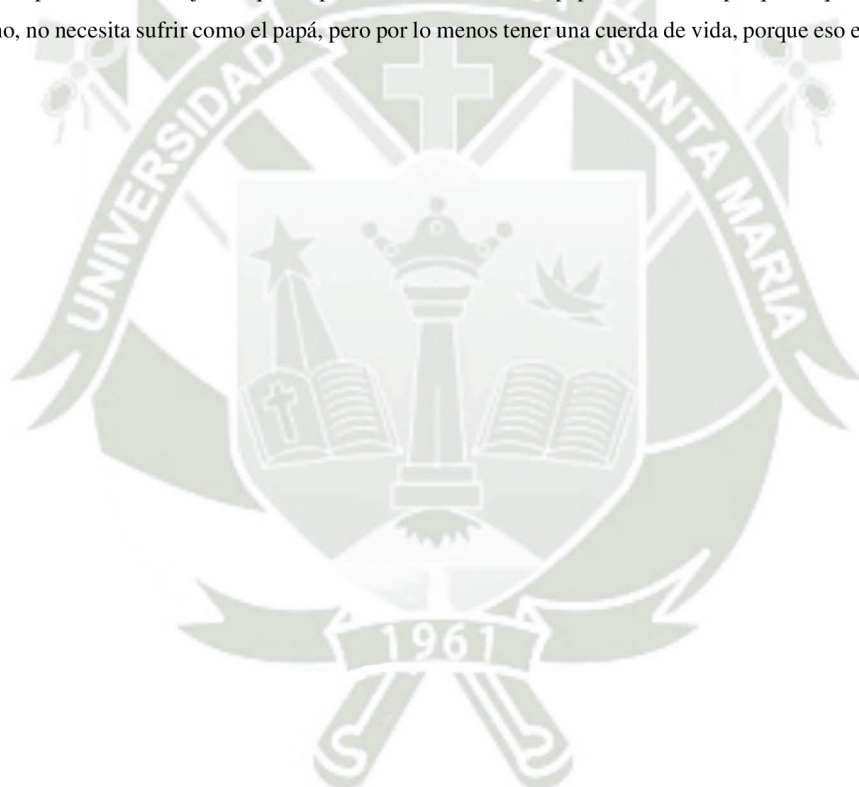 no, no necesita sufrir como el papá, pero por lo menos tener una cuerda de vida, porque eso e
UNIVERSIDAD
SANTA MARIA
1961